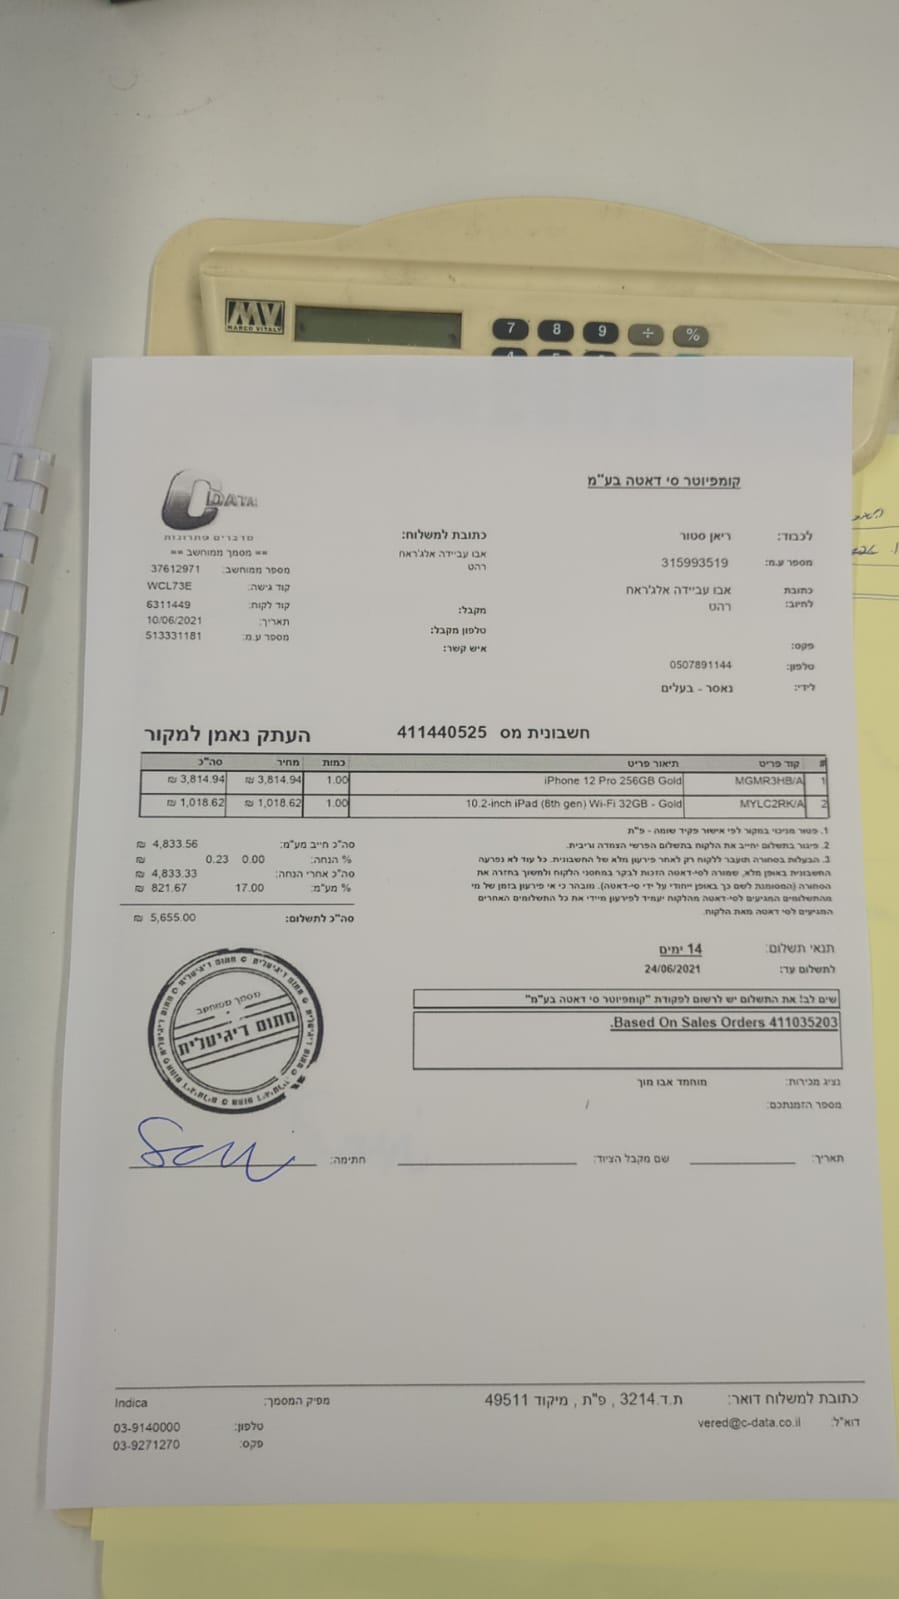 MV
MARCO VITALY
7 8 9 ÷ %
קומפיוטר סי דאטה בע"מ
C DATA
מדברים פתרונות
== מסמך ממוחשב ==
מספר ממוחשב: 37612971
קוד גישה: WCL73E
קוד לקוח: 6311449
תאריך: 10/06/2021
מספר ע.מ: 513331181
כתובת למשלוח:
אבו עביידה אלג'ראח
רהט
מקבל:
טלפון מקבל:
איש קשר:
לכבוד: ריאן סטור
מספר ע.מ: 315993519
כתובת אבו עביידה אלג'ראח
לחיוב: רהט
פקס:
טלפון: 0507891144
לידי: נאסר - בעלים
חשבונית מס 411440525 העתק נאמן למקור
# קוד פריט תיאור פריט כמות מחיר סה"כ
1 MGMR3HB/A iPhone 12 Pro 256GB Gold 1.00 3,814.94 ₪ 3,814.94 ₪
2 MYLC2RK/A 10.2-inch iPad (8th gen) Wi-Fi 32GB - Gold 1.00 1,018.62 ₪ 1,018.62 ₪
1. פטור מניכוי במקור לפי אישור פקיד שומה - פ"ת
2. פיגור בתשלום יחייב את הלקוח בתשלום הפרשי הצמדה וריבית.
3. הבעלות בסחורה תועבר ללקוח רק לאחר פירעון מלא של החשבונית. כל עוד לא נפרעה
החשבונית באופן מלא, שמורה לסי-דאטה הזכות לבקר במחסני הלקוח ולמשוך בחזרה את
הסחורה (המסומנת לשם כך באופן ייחודי על ידי סי-דאטה). מובהר כי אי פירעון בזמן של מי
מהתשלומים המגיעים לסי-דאטה מהלקוח יעמיד לפירעון מיידי את כל התשלומים האחרים
המגיעים לסי דאטה מאת הלקוח.
סה"כ חייב מע"מ: 4,833.56 ₪
% הנחה: 0.00 0.23 ₪
סה"כ אחרי הנחה: 4,833.33 ₪
% מע"מ: 17.00 821.67 ₪
סה"כ לתשלום: 5,655.00 ₪
תנאי תשלום: 14 ימים
לתשלום עד: 24/06/2021
שים לב! את התשלום יש לרשום לפקודת "קומפיוטר סי דאטה בע"מ"
Based On Sales Orders 411035203.
מסמך ממוחשב
חתום דיגיטלית
נציג מכירות: מוחמד אבו מוך
מספר הזמנתכם: /
תאריך: שם מקבל הציוד: חתימה:
כתובת למשלוח דואר: ת.ד.3214 , פ"ת , מיקוד 49511
דוא"ל: vered@c-data.co.il
מפיק המסמך: Indica
טלפון: 03-9140000
פקס: 03-9271270